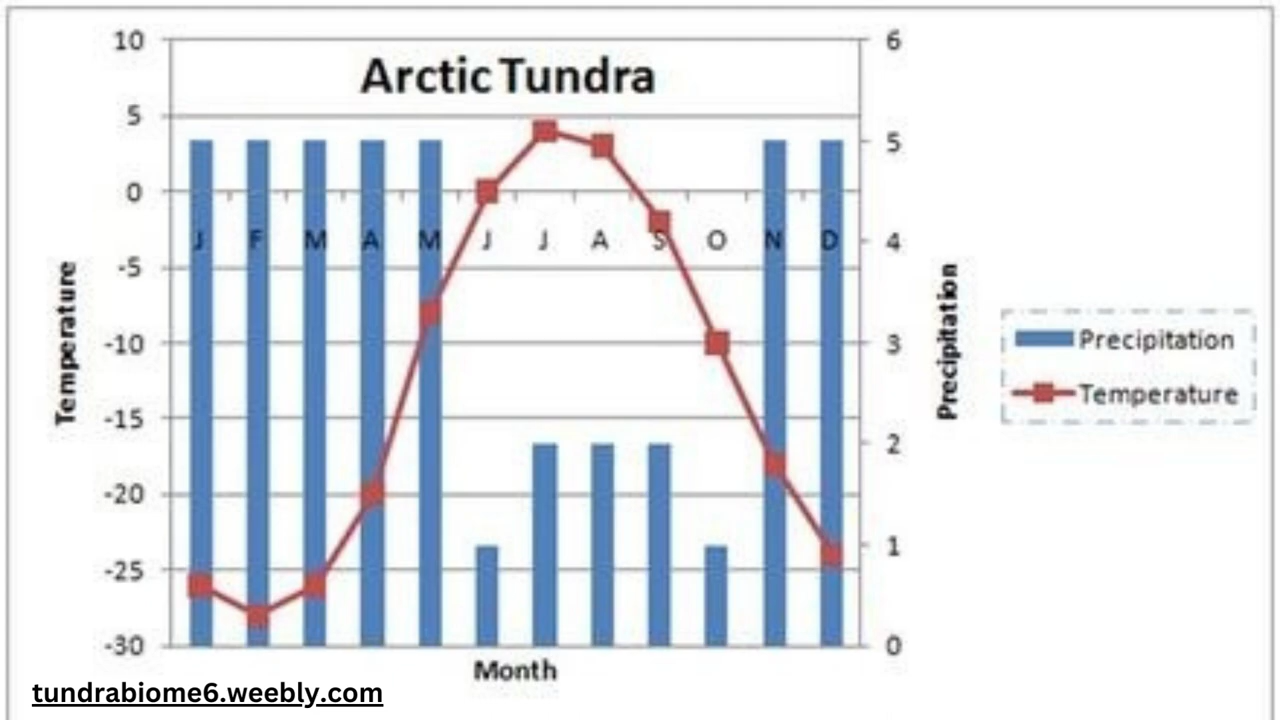 Arctic Tundra
10
5
0
-5
-10
-15
-20
-25
-30
Temperature
J F M A M J J A S O N D
6
5
4
3
2
1
0
Precipitation
Precipitation
Temperature
Month
tundrabiome6.weebly.com